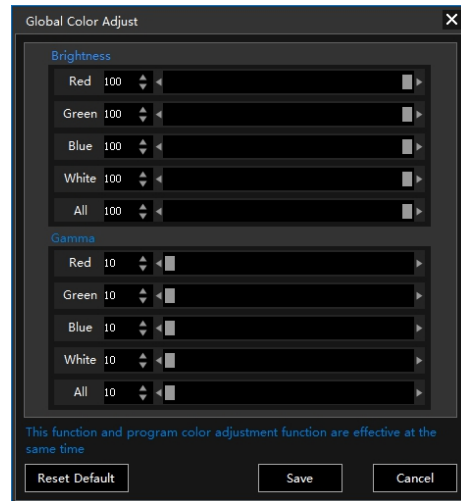 Global Color Adjust
Brightness
Red 100
Green 100
Blue 100
White 100
All 100
Gamma
Red 10
Green 10
Blue 10
White 10
All 10
This function and program color adjustment function are effective at the
same time
Reset Default Save Cancel